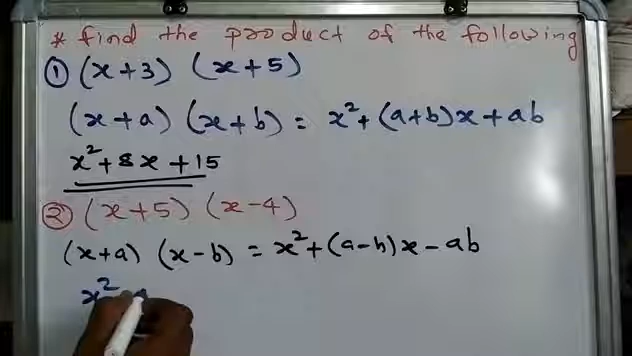 * Find the product of the following
① (x+3) (x+5)
(x+a) (x+b) = x²+(a+b)x+ab
x²+8x+15
② (x+5) (x-4)
(x+a) (x-b) = x²+(a-b)x-ab
x²